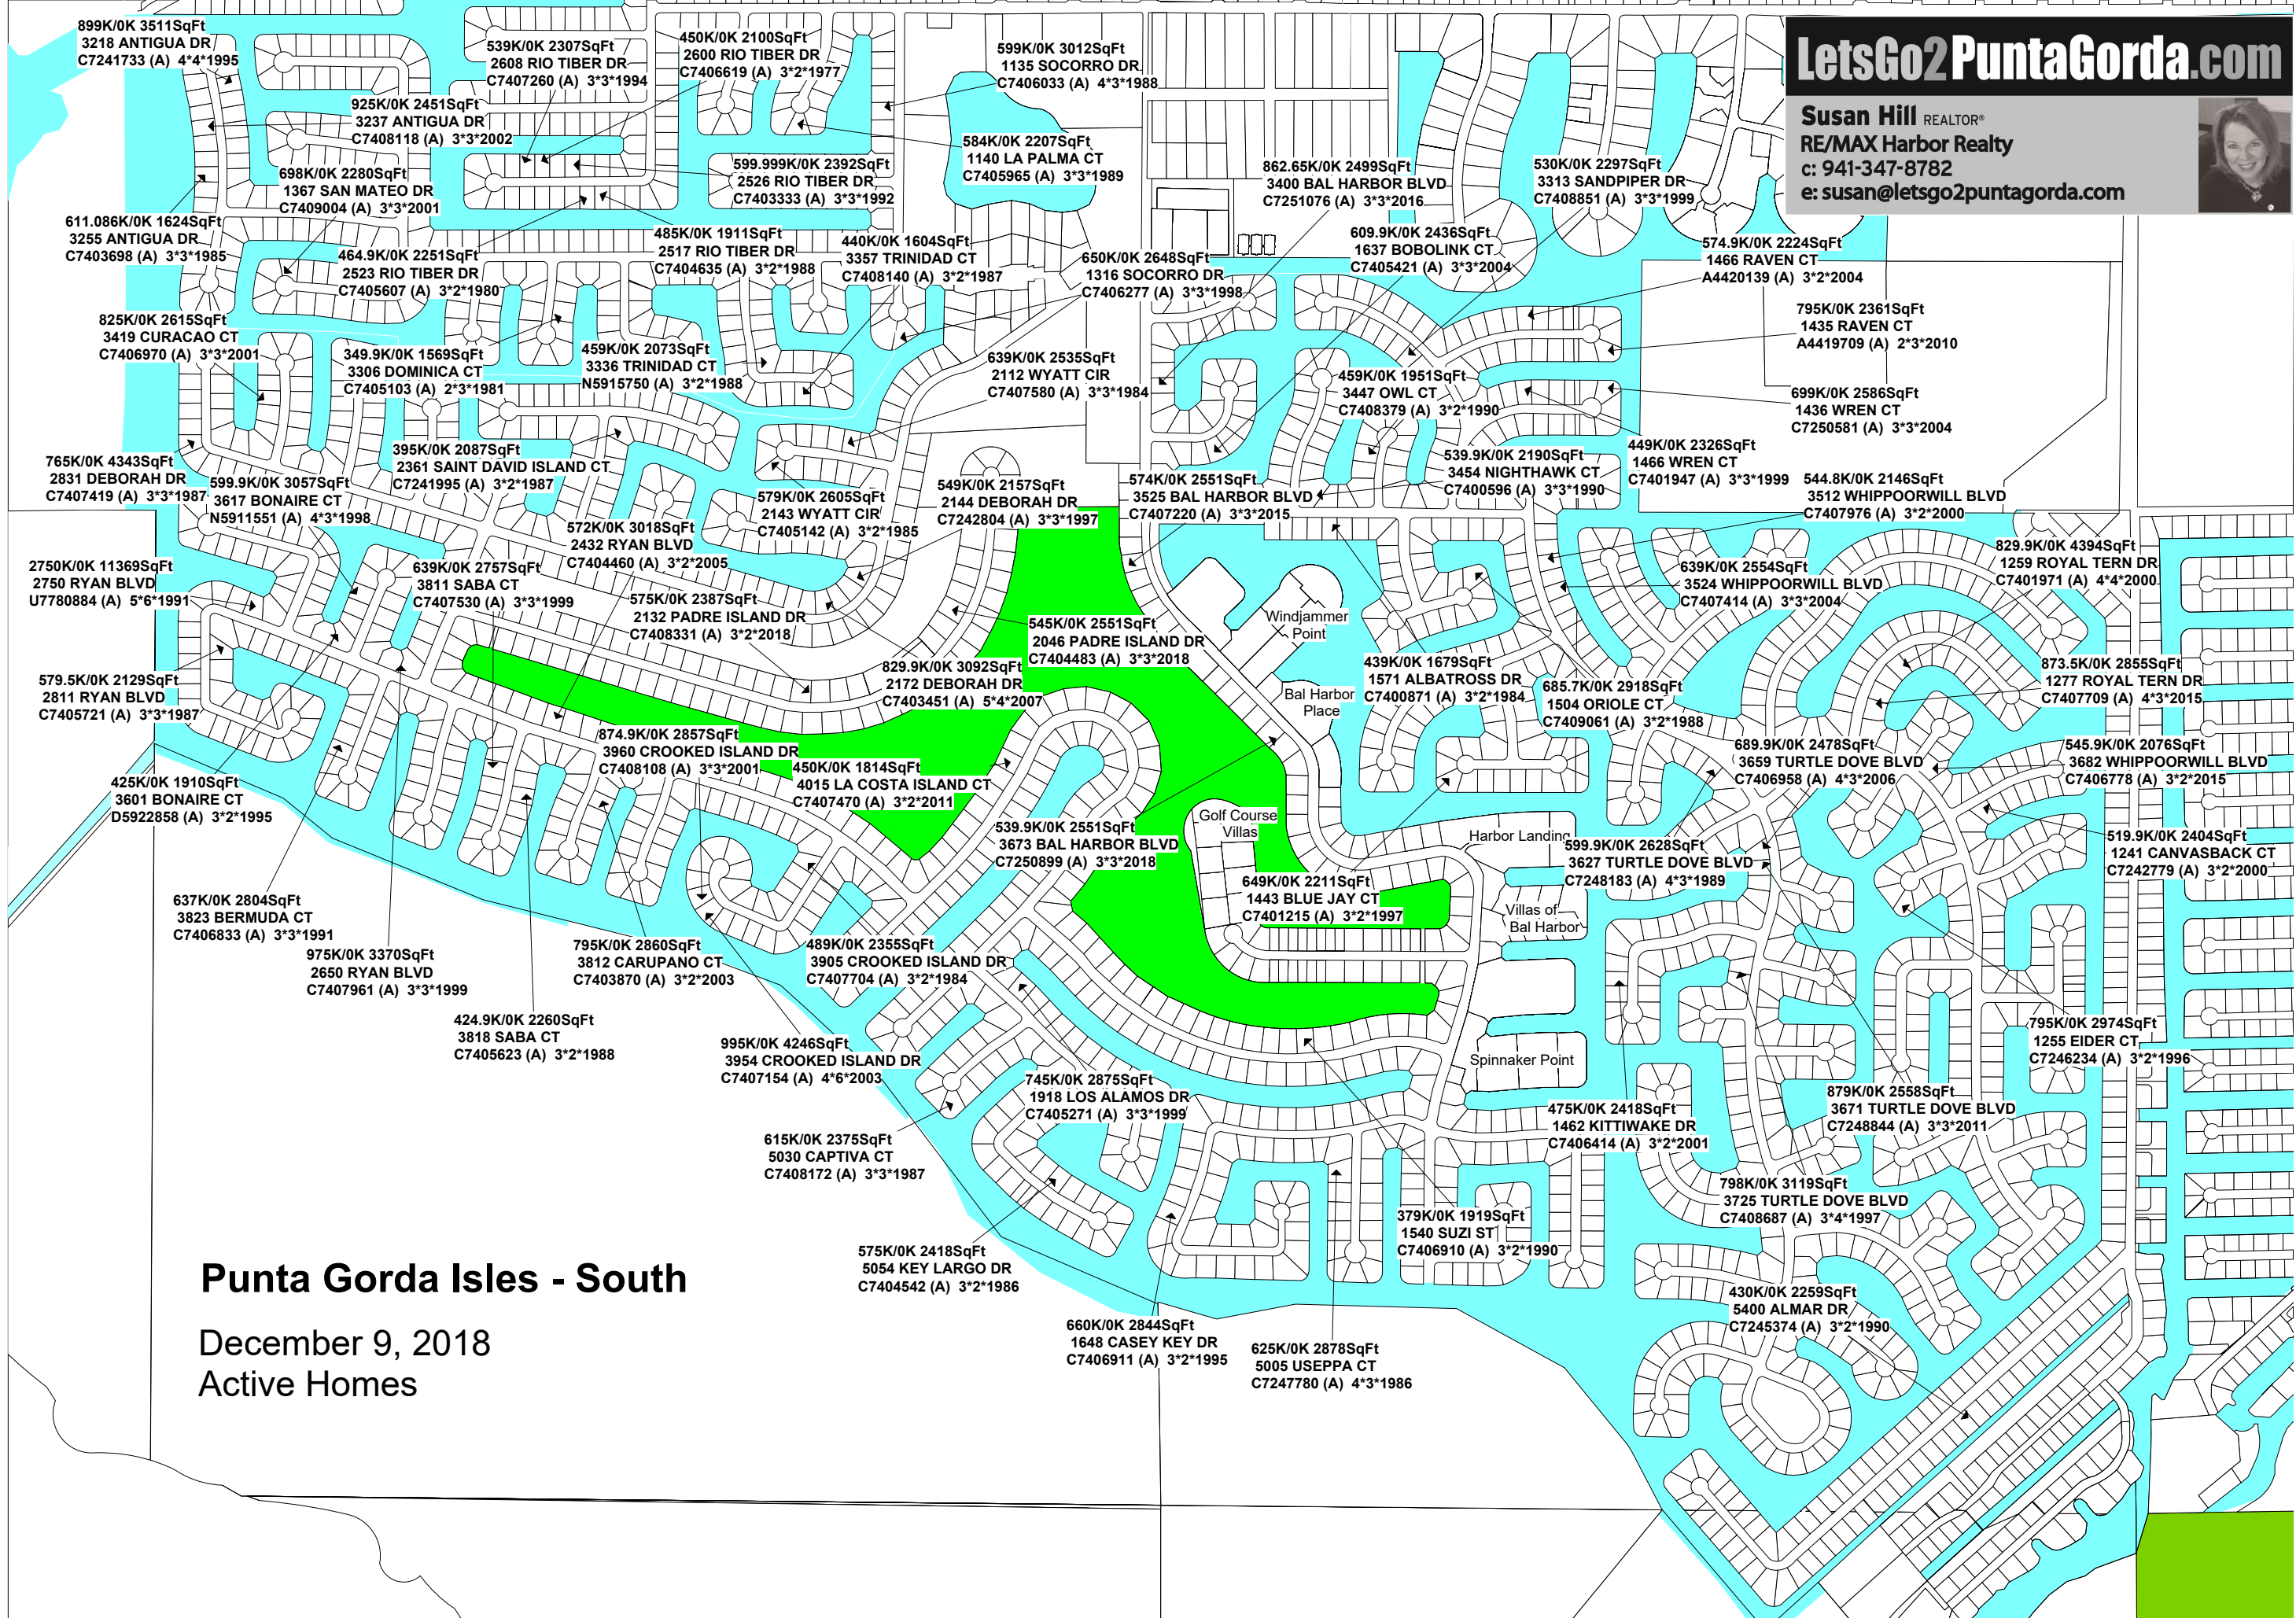 899K/0K 3511SqFt
3218 ANTIGUA DR
C7241733 (A) 4*4*1995
539K/0K 2307SqFt
2608 RIO TIBER DR
C7407260 (A) 3*3*1994
450K/0K 2100SqFt
2600 RIO TIBER DR
C7406619 (A) 3*2*1977
599K/0K 3012SqFt
1135 SOCORRO DR
C7406033 (A) 4*3*1988
LetsGo2PuntaGorda.com
Susan Hill REALTOR®
RE/MAX Harbor Realty
c: 941-347-8782
e: susan@letsgo2puntagorda.com
925K/0K 2451SqFt
3237 ANTIGUA DR
C7408118 (A) 3*3*2002
584K/0K 2207SqFt
1140 LA PALMA CT
C7405965 (A) 3*3*1989
698K/0K 2280SqFt
1367 SAN MATEO DR
C7409004 (A) 3*3*2001
599.999K/0K 2392SqFt
2526 RIO TIBER DR
C7403333 (A) 3*3*1992
862.65K/0K 2499SqFt
3400 BAL HARBOR BLVD
C7251076 (A) 3*3*2016
530K/0K 2297SqFt
3313 SANDPIPER DR
C7408851 (A) 3*3*1999
611.086K/0K 1624SqFt
3255 ANTIGUA DR
C7403698 (A) 3*3*1985
464.9K/0K 2251SqFt
2523 RIO TIBER DR
C7405607 (A) 3*2*1980
485K/0K 1911SqFt
2517 RIO TIBER DR
C7404635 (A) 3*2*1988
440K/0K 1604SqFt
3357 TRINIDAD CT
C7408140 (A) 3*2*1987
650K/0K 2648SqFt
1316 SOCORRO DR
C7406277 (A) 3*3*1998
609.9K/0K 2436SqFt
1637 BOBOLINK CT
C7405421 (A) 3*3*2004
574.9K/0K 2224SqFt
1466 RAVEN CT
A4420139 (A) 3*2*2004
795K/0K 2361SqFt
1435 RAVEN CT
A4419709 (A) 2*3*2010
825K/0K 2615SqFt
3419 CURACAO CT
C7406970 (A) 3*3*2001
349.9K/0K 1569SqFt
3306 DOMINICA CT
C7405103 (A) 2*3*1981
459K/0K 2073SqFt
3336 TRINIDAD CT
N5915750 (A) 3*2*1988
639K/0K 2535SqFt
2112 WYATT CIR
C7407580 (A) 3*3*1984
459K/0K 1951SqFt
3447 OWL CT
C7408379 (A) 3*2*1990
699K/0K 2586SqFt
1436 WREN CT
C7250581 (A) 3*3*2004
449K/0K 2326SqFt
1466 WREN CT
C7401947 (A) 3*3*1999
765K/0K 4343SqFt
2831 DEBORAH DR
C7407419 (A) 3*3*1987
599.9K/0K 3057SqFt
3617 BONAIRE CT
N5911551 (A) 4*3*1998
395K/0K 2087SqFt
2361 SAINT DAVID ISLAND CT
C7241995 (A) 3*2*1987
579K/0K 2605SqFt
2143 WYATT CIR
C7405142 (A) 3*2*1985
549K/0K 2157SqFt
2144 DEBORAH DR
C7242804 (A) 3*3*1997
574K/0K 2551SqFt
3525 BAL HARBOR BLVD
C7407220 (A) 3*3*2015
539.9K/0K 2190SqFt
3454 NIGHTHAWK CT
C7400596 (A) 3*3*1990
544.8K/0K 2146SqFt
3512 WHIPPOORWILL BLVD
C7407976 (A) 3*2*2000
572K/0K 3018SqFt
2432 RYAN BLVD
C7404460 (A) 3*2*2005
829.9K/0K 4394SqFt
1259 ROYAL TERN DR
C7401971 (A) 4*4*2000
2750K/0K 11369SqFt
2750 RYAN BLVD
U7780884 (A) 5*6*1991
639K/0K 2757SqFt
3811 SABA CT
C7407530 (A) 3*3*1999
575K/0K 2387SqFt
2132 PADRE ISLAND DR
C7408331 (A) 3*2*2018
639K/0K 2554SqFt
3524 WHIPPOORWILL BLVD
C7407414 (A) 3*3*2004
Windjammer
Point
545K/0K 2551SqFt
2046 PADRE ISLAND DR
C7404483 (A) 3*3*2018
579.5K/0K 2129SqFt
2811 RYAN BLVD
C7405721 (A) 3*3*1987
829.9K/0K 3092SqFt
2172 DEBORAH DR
C7403451 (A) 5*4*2007
Bal Harbor
Place
439K/0K 1679SqFt
1571 ALBATROSS DR
C7400871 (A) 3*2*1984
685.7K/0K 2918SqFt
1504 ORIOLE CT
C7409061 (A) 3*2*1988
873.5K/0K 2855SqFt
1277 ROYAL TERN DR
C7407709 (A) 4*3*2015
874.9K/0K 2857SqFt
3960 CROOKED ISLAND DR
C7408108 (A) 3*3*2001
450K/0K 1814SqFt
4015 LA COSTA ISLAND CT
C7407470 (A) 3*2*2011
689.9K/0K 2478SqFt
3659 TURTLE DOVE BLVD
C7406958 (A) 4*3*2006
545.9K/0K 2076SqFt
3682 WHIPPOORWILL BLVD
C7406778 (A) 3*2*2015
425K/0K 1910SqFt
3601 BONAIRE CT
D5922858 (A) 3*2*1995
539.9K/0K 2551SqFt
3673 BAL HARBOR BLVD
C7250899 (A) 3*3*2018
Golf Course
Villas
Harbor Landing
599.9K/0K 2628SqFt
3627 TURTLE DOVE BLVD
C7248183 (A) 4*3*1989
519.9K/0K 2404SqFt
1241 CANVASBACK CT
C7242779 (A) 3*2*2000
637K/0K 2804SqFt
3823 BERMUDA CT
C7406833 (A) 3*3*1991
649K/0K 2211SqFt
1443 BLUE JAY CT
C7401215 (A) 3*2*1997
Villas of
Bal Harbor
975K/0K 3370SqFt
2650 RYAN BLVD
C7407961 (A) 3*3*1999
795K/0K 2860SqFt
3812 CARUPANO CT
C7403870 (A) 3*2*2003
489K/0K 2355SqFt
3905 CROOKED ISLAND DR
C7407704 (A) 3*2*1984
424.9K/0K 2260SqFt
3818 SABA CT
C7405623 (A) 3*2*1988
995K/0K 4246SqFt
3954 CROOKED ISLAND DR
C7407154 (A) 4*6*2003
Spinnaker Point
795K/0K 2974SqFt
1255 EIDER CT
C7246234 (A) 3*2*1996
745K/0K 2875SqFt
1918 LOS ALAMOS DR
C7405271 (A) 3*3*1999
475K/0K 2418SqFt
1462 KITTIWAKE DR
C7406414 (A) 3*2*2001
879K/0K 2558SqFt
3671 TURTLE DOVE BLVD
C7248844 (A) 3*3*2011
615K/0K 2375SqFt
5030 CAPTIVA CT
C7408172 (A) 3*3*1987
798K/0K 3119SqFt
3725 TURTLE DOVE BLVD
C7408687 (A) 3*4*1997
379K/0K 1919SqFt
1540 SUZI ST
C7406910 (A) 3*2*1990
575K/0K 2418SqFt
5054 KEY LARGO DR
C7404542 (A) 3*2*1986
430K/0K 2259SqFt
5400 ALMAR DR
C7245374 (A) 3*2*1990
660K/0K 2844SqFt
1648 CASEY KEY DR
C7406911 (A) 3*2*1995
625K/0K 2878SqFt
5005 USEPPA CT
C7247780 (A) 4*3*1986
Punta Gorda Isles - South
December 9, 2018
Active Homes